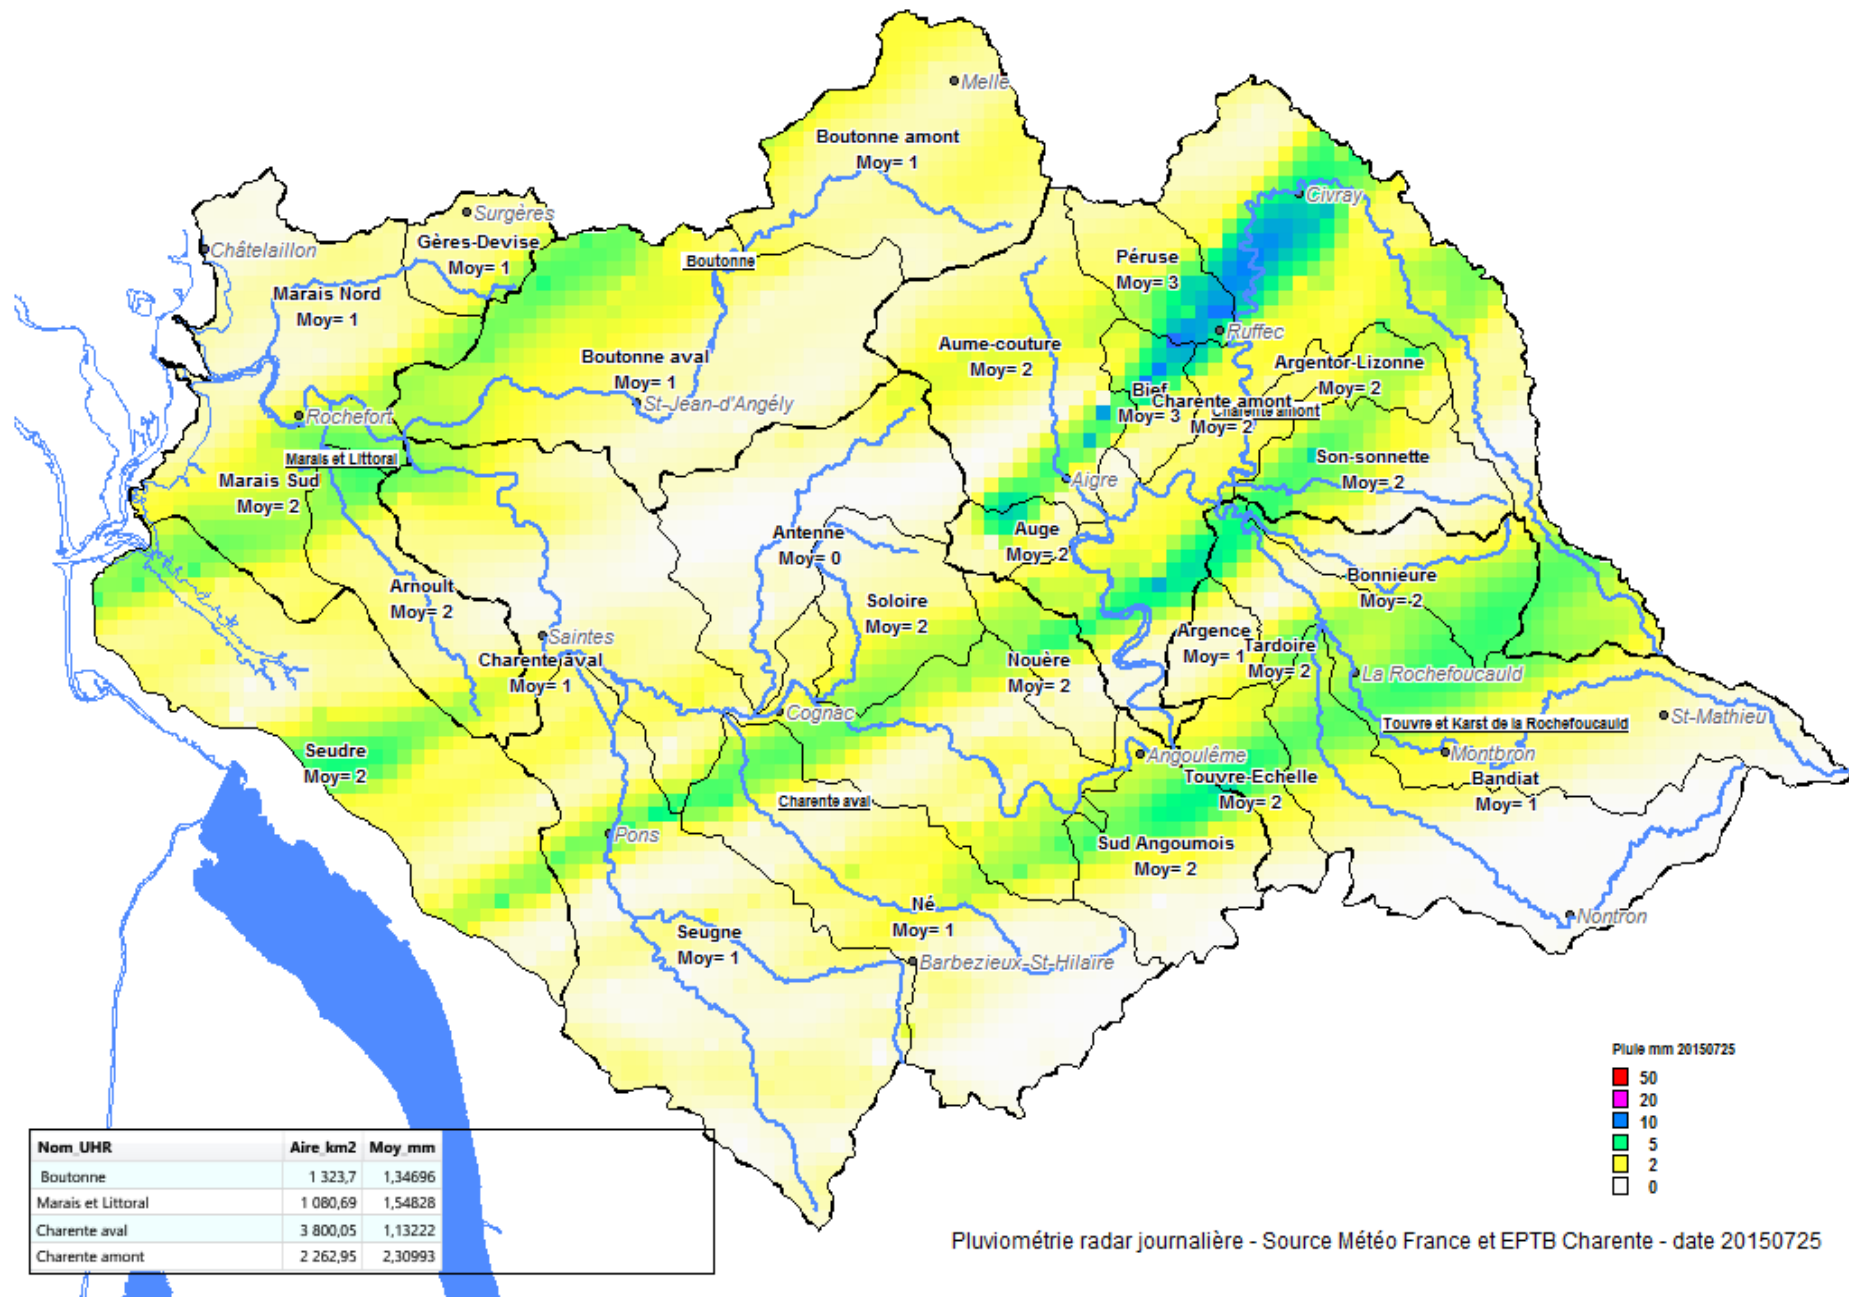 Melle
Boutonne amont
Moy= 1
Civray
Surgères
Châtelaillon
Gères-Devise
Moy= 1
Boutonne
Péruse
Moy= 3
Marais Nord
Moy= 1
Ruffec
Boutonne aval
Moy= 1
Aume-couture
Moy= 2
Argentor-Lizonne
Moy= 2
St-Jean-d'Angély
Bief
Moy= 3
Charente amont
Moy= 2
Charente amont
Rochefort
Marais et Littoral
Marais Sud
Moy= 2
Aigre
Son-sonnette
Moy= 2
Antenne
Moy= 0
Auge
Moy= 2
Arnoult
Moy= 2
Bonnieure
Moy= 2
Soloire
Moy= 2
Saintes
Argence
Moy= 1
Tardoire
Moy= 2
Charente aval
Moy= 1
Nouère
Moy= 2
La Rochefoucauld
Cognac
Touvre et Karst de la Rochefoucauld
St-Mathieu
Seudre
Moy= 2
Angoulême
Montbron
Touvre-Echelle
Moy= 2
Bandiat
Moy= 1
Charente aval
Pons
Sud Angoumois
Moy= 2
Né
Moy= 1
Nontron
Seugne
Moy= 1
Barbezieux-St-Hilaire
Pluie mm 20150725
50
20
10
5
2
0
Nom_UHR Aire_km2 Moy_mm
Boutonne 1 323,7 1,34696
Marais et Littoral 1 080,69 1,54828
Charente aval 3 800,05 1,13222
Charente amont 2 262,95 2,30993
Pluviométrie radar journalière - Source Météo France et EPTB Charente - date 20150725